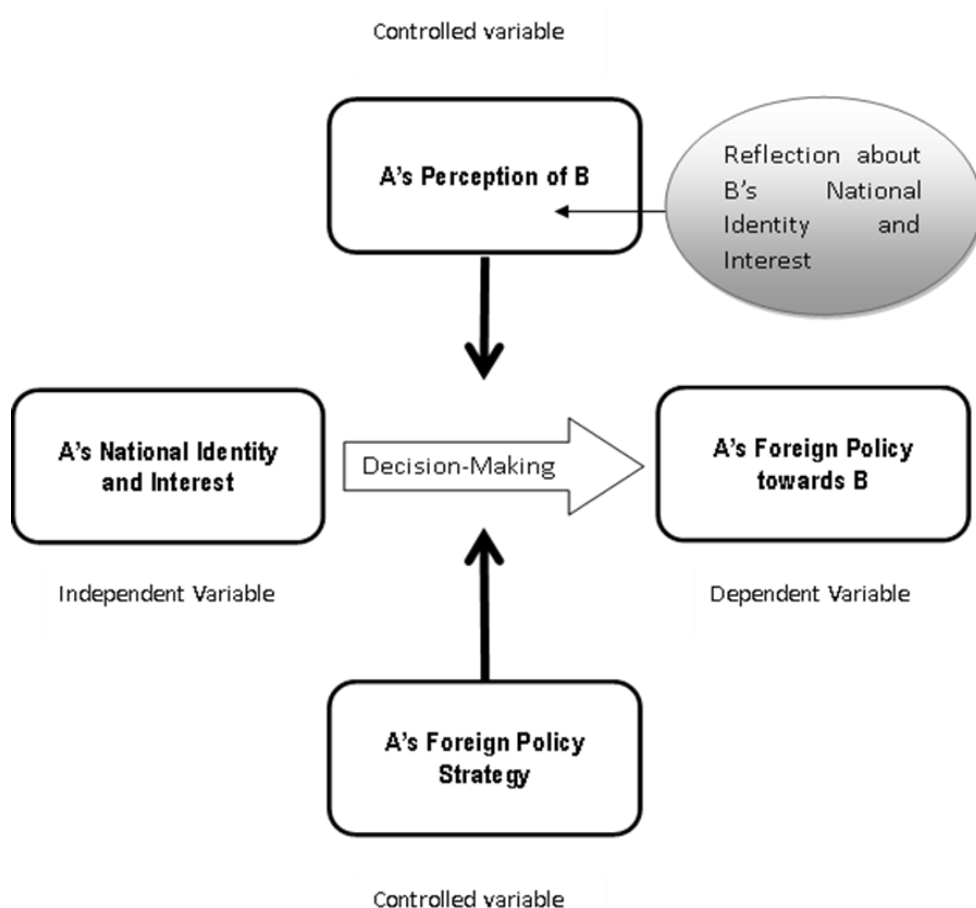 Controlled variable
A's Perception of B
Reflection about
B's National
Identity and
Interest
A's National Identity
and Interest
Decision-Making
A's Foreign Policy
towards B
Independent Variable
Dependent Variable
A's Foreign Policy
Strategy
Controlled variable